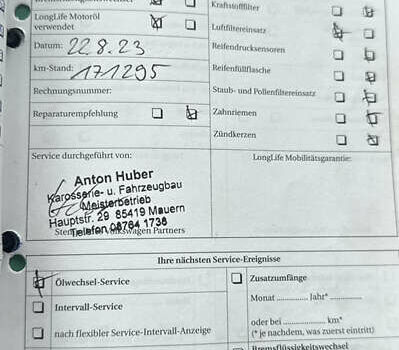 LongLife Motoröl
verwendet
Datum: 22.8.23
km-Stand: 171295
Rechnungsnummer:
Reparaturempfehlung
Kraftstofffilter
Luftfiltereinsatz
Reifendrucksensoren
Reifenfüllflasche
Staub- und Pollenfiltereinsatz
Zahnriemen
Zündkerzen
Service durchgeführt von:
Anton Huber
Karosserie- u. Fahrzeugbau
Meisterbetrieb
Hauptstr. 29 85419 Mauern
Telefon 08764 1738
Volkswagen Partners
LongLife Mobilitätsgarantie:
Ihre nächsten Service-Ereignisse
Ölwechsel-Service
Intervall-Service
nach flexibler Service-Intervall-Anzeige
Zusatzumfänge
Monat ............ Jahr* ............
oder bei ................ km*
(* je nachdem, was zuerst eintritt)
Bremsflüssigkeitswechsel